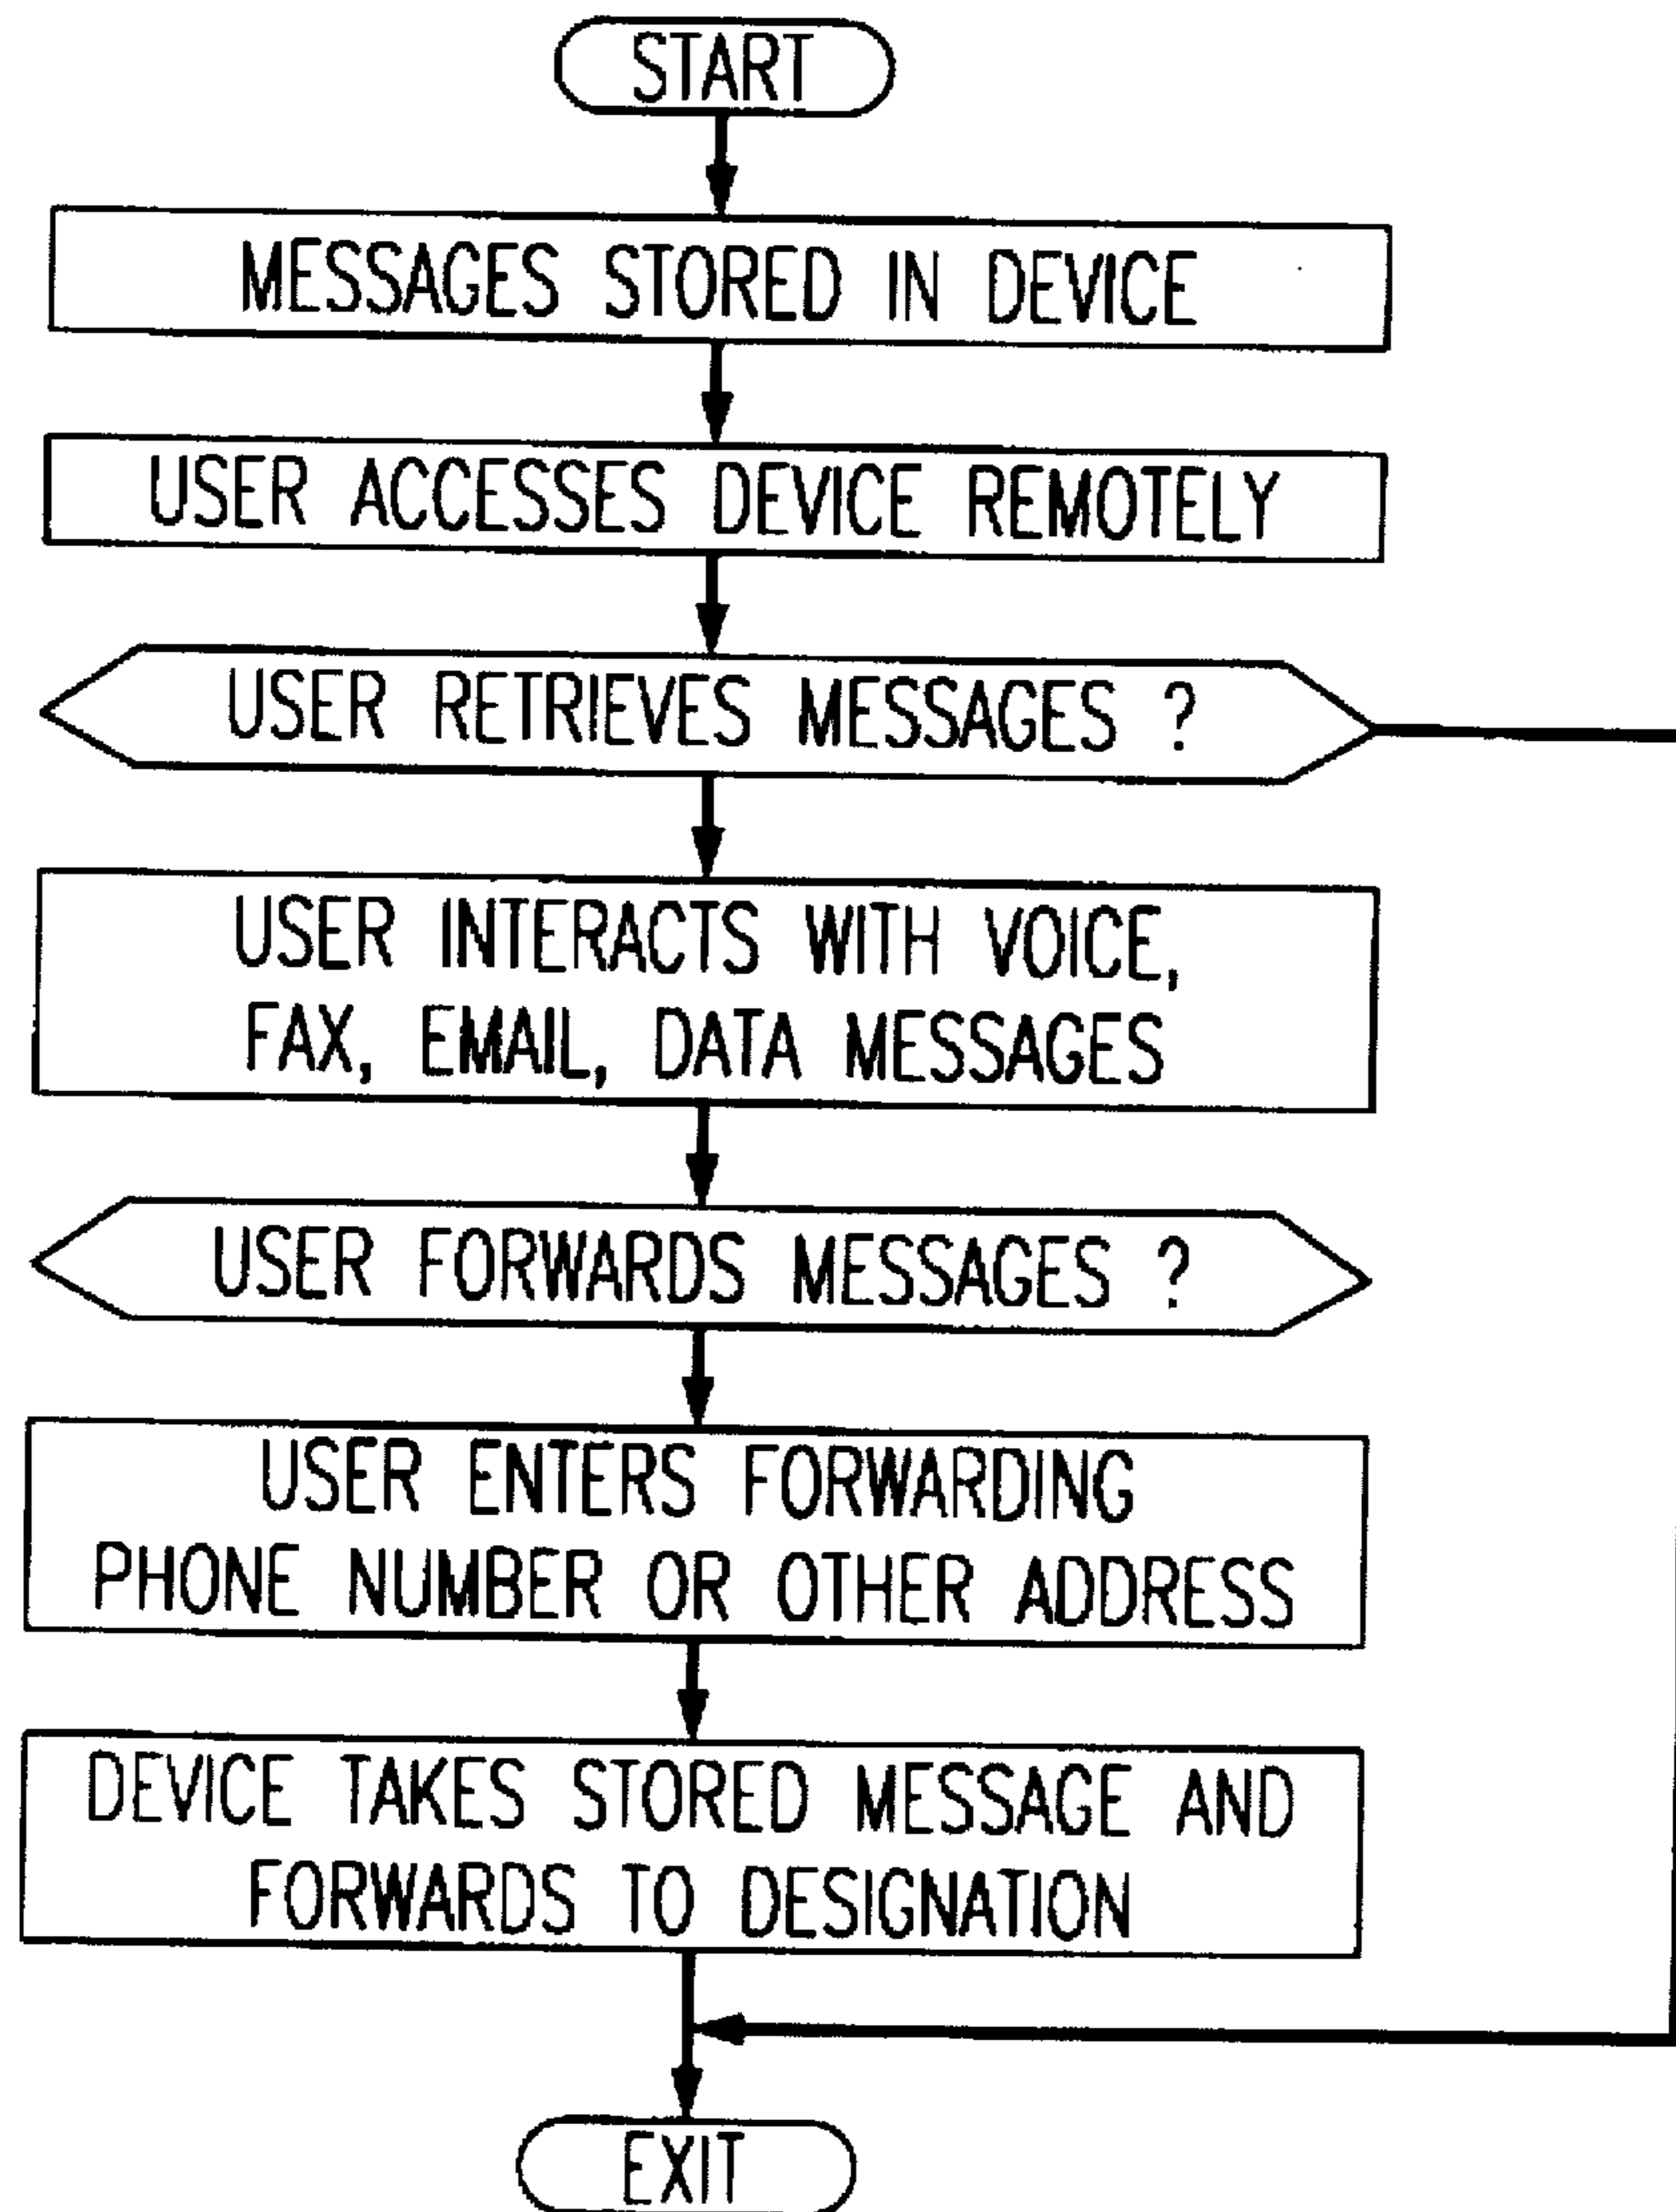 START
MESSAGES STORED IN DEVICE
USER ACCESSES DEVICE REMOTELY
USER RETRIEVES MESSAGES ?
USER INTERACTS WITH VOICE,
FAX, EMAIL, DATA MESSAGES
USER FORWARDS MESSAGES ?
USER ENTERS FORWARDING
PHONE NUMBER OR OTHER ADDRESS
DEVICE TAKES STORED MESSAGE AND
FORWARDS TO DESIGNATION
EXIT